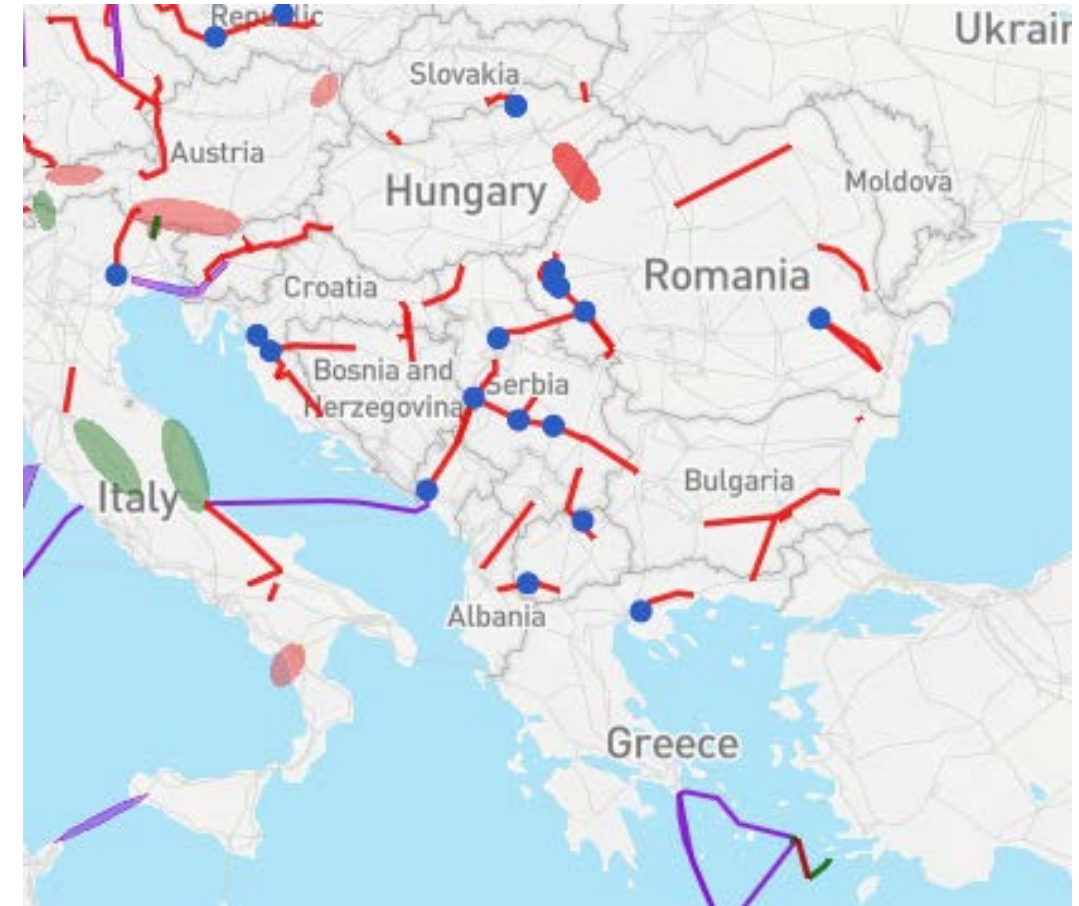 Republic
Ukrain
Slovakia
Austria
Hungary
Moldova
Romania
Croatia
Bosnia and
Herzegovina
Serbia
Bulgaria
Italy
Albania
Greece